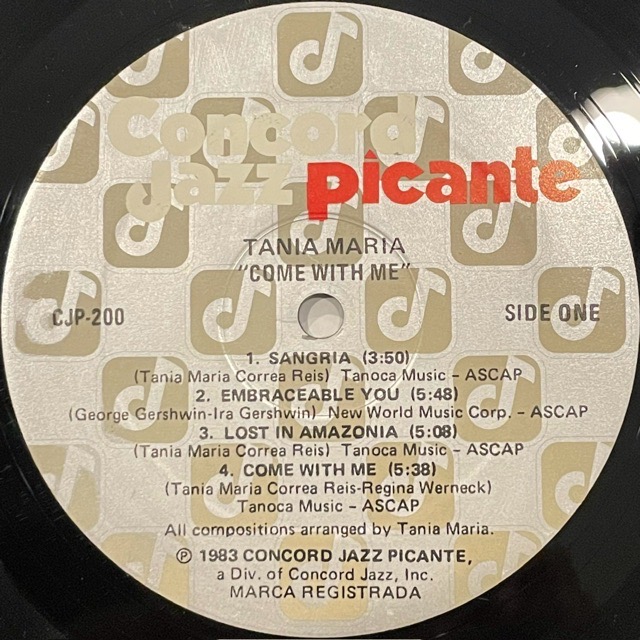 Concord
Jazz Picante
TANIA MARIA
"COME WITH ME"
CJP-200
SIDE ONE
1. SANGRIA (3:50)
(Tania Maria Correa Reis) Tanoca Music – ASCAP
2. EMBRACEABLE YOU (5:48)
(George Gershwin-Ira Gershwin) New World Music Corp. – ASCAP
3. LOST IN AMAZONIA (5:08)
(Tania Maria Correa Reis) Tanoca Music – ASCAP
4. COME WITH ME (5:38)
(Tania Maria Correa Reis-Regina Werneck)
Tanoca Music – ASCAP
All compositions arranged by Tania Maria.
℗ 1983 CONCORD JAZZ PICANTE,
a Div. of Concord Jazz, Inc.
MARCA REGISTRADA